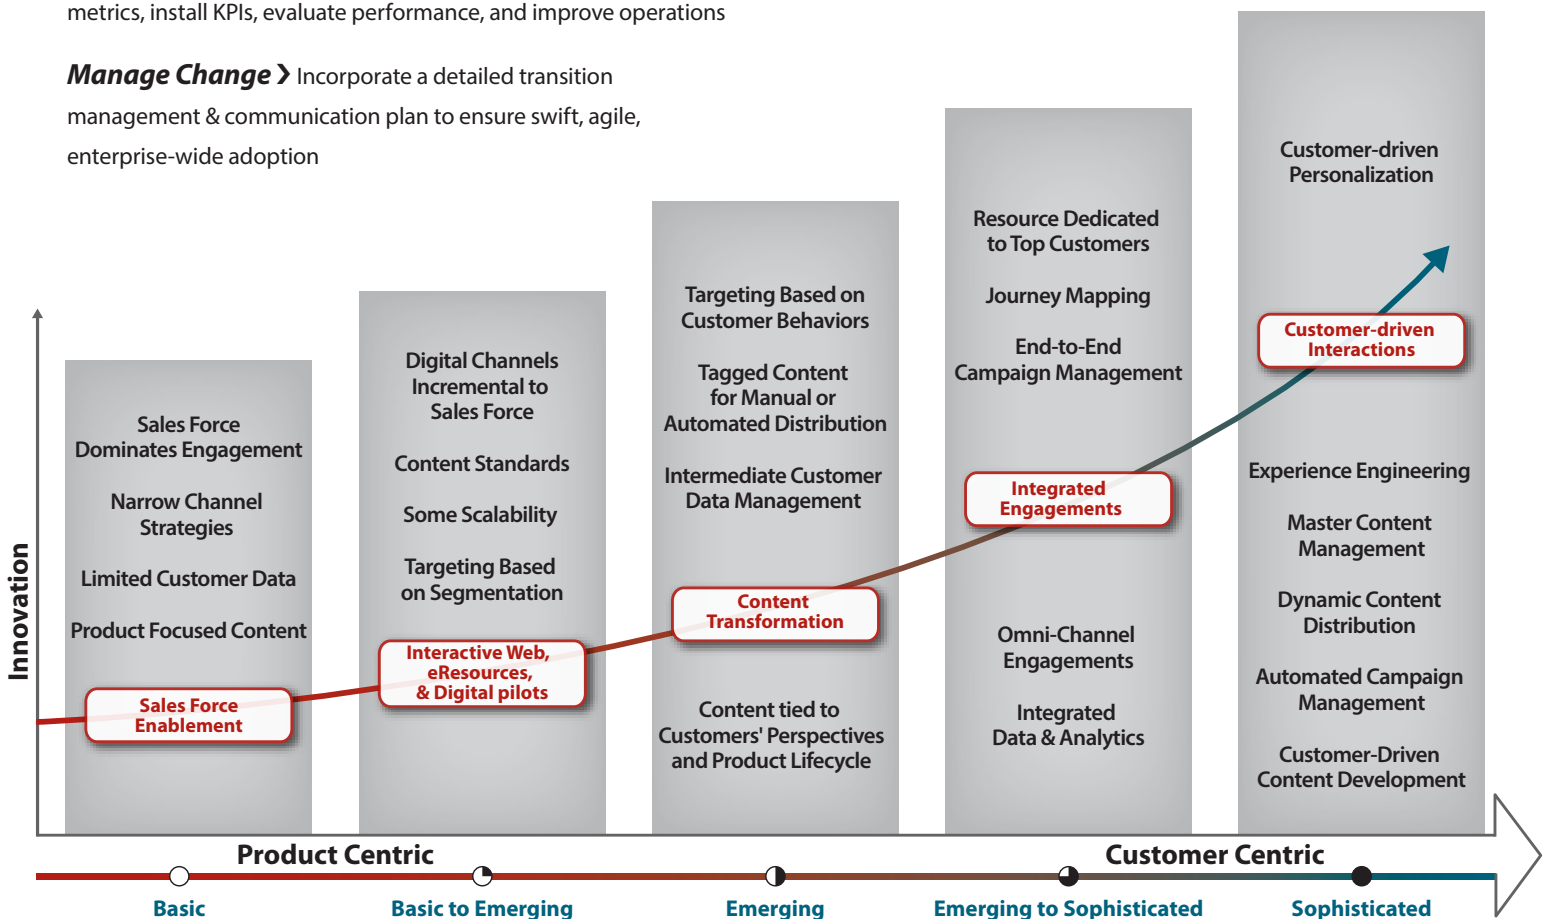 metrics, install KPIs, evaluate performance, and improve operations
Manage Change ❯ Incorporate a detailed transition
management & communication plan to ensure swift, agile,
enterprise-wide adoption
Innovation
Sales Force
Dominates Engagement
Narrow Channel
Strategies
Limited Customer Data
Product Focused Content
Sales Force
Enablement
Digital Channels
Incremental to
Sales Force
Content Standards
Some Scalability
Targeting Based
on Segmentation
Interactive Web,
eResources,
& Digital pilots
Targeting Based on
Customer Behaviors
Tagged Content
for Manual or
Automated Distribution
Intermediate Customer
Data Management
Content
Transformation
Content tied to
Customers' Perspectives
and Product Lifecycle
Resource Dedicated
to Top Customers
Journey Mapping
End-to-End
Campaign Management
Integrated
Engagements
Omni-Channel
Engagements
Integrated
Data & Analytics
Customer-driven
Personalization
Customer-driven
Interactions
Experience Engineering
Master Content
Management
Dynamic Content
Distribution
Automated Campaign
Management
Customer-Driven
Content Development
Product Centric
Customer Centric
Basic
Basic to Emerging
Emerging
Emerging to Sophisticated
Sophisticated